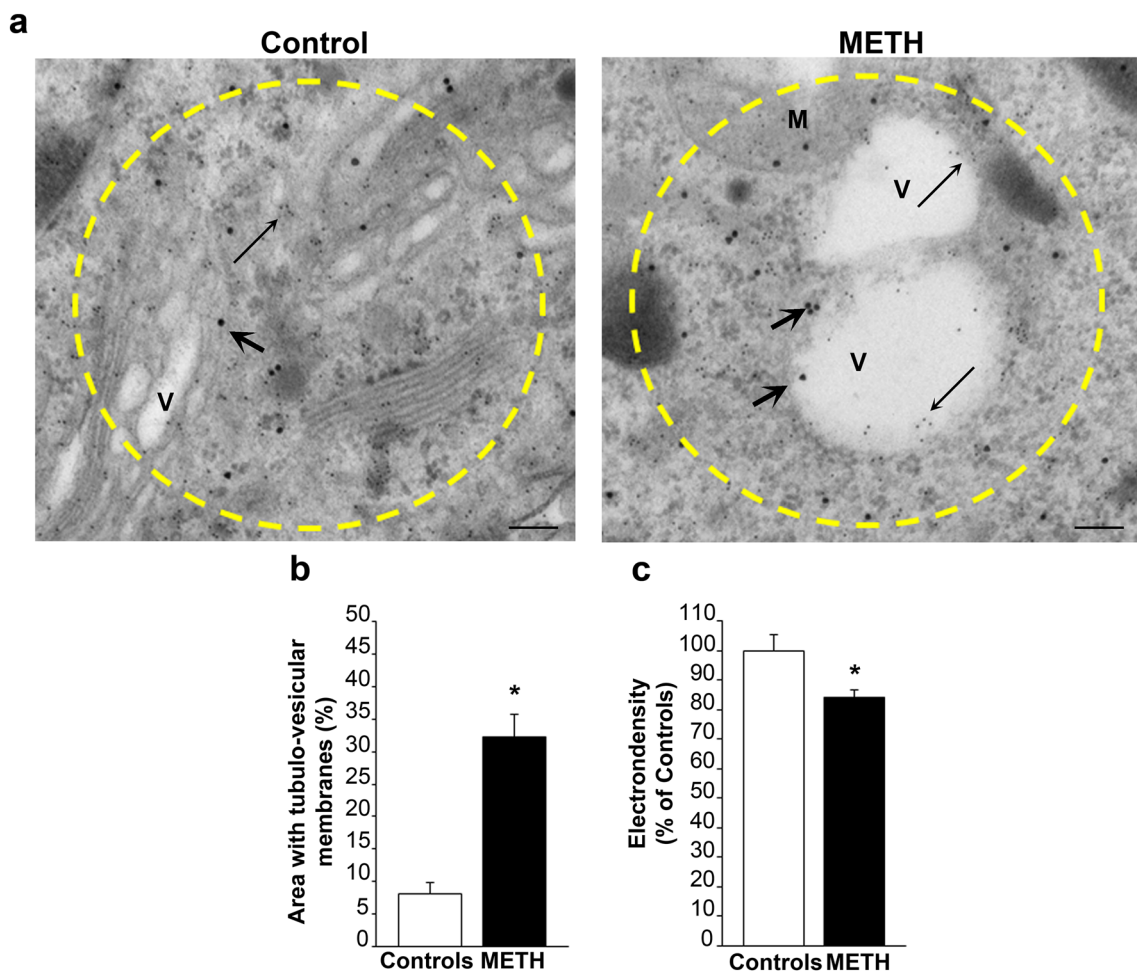 a
Control
METH
V
M
V
V
b
Area with tubulo-vesicular
membranes (%)
50
45
40
35
30
25
20
15
10
5
0
*
Controls METH
c
Electrondensity
(% of Controls)
110
100
80
90
80
70
60
50
40
30
20
10
0
*
Controls METH